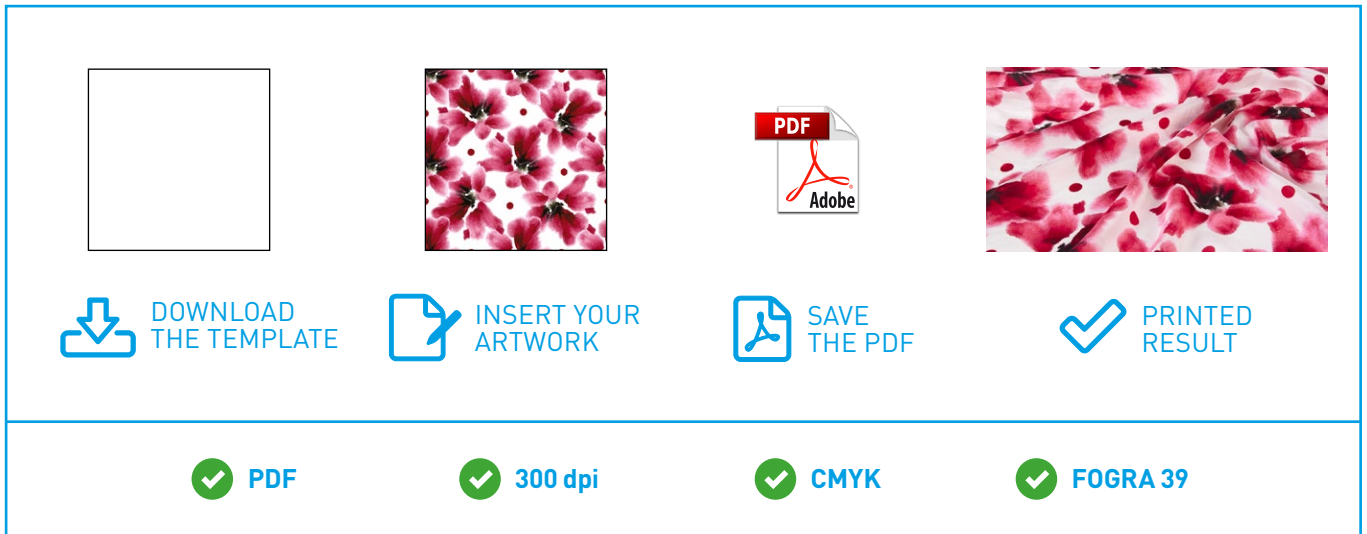 PDF
Adobe
DOWNLOAD
THE TEMPLATE
INSERT YOUR
ARTWORK
SAVE
THE PDF
PRINTED
RESULT
PDF
300 dpi
CMYK
FOGRA 39